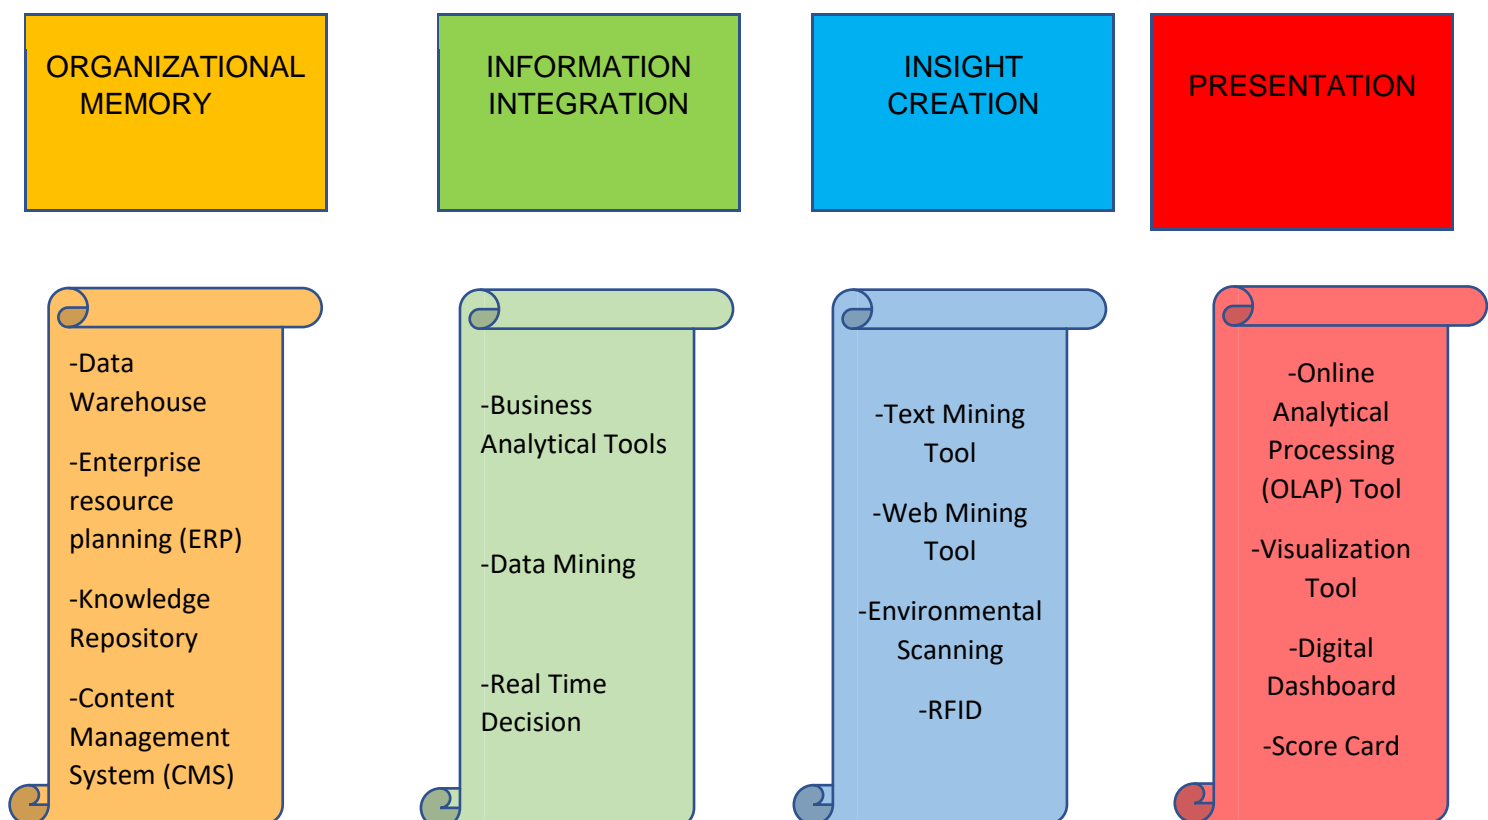 ORGANIZATIONAL
MEMORY
INFORMATION
INTEGRATION
INSIGHT
CREATION
PRESENTATION
-Data
Warehouse
-Enterprise
resource
planning (ERP)
-Knowledge
Repository
-Content
Management
System (CMS)
-Business
Analytical Tools
-Data Mining
-Real Time
Decision
-Text Mining
Tool
-Web Mining
Tool
-Environmental
Scanning
-RFID
-Online
Analytical
Processing
(OLAP) Tool
-Visualization
Tool
-Digital
Dashboard
-Score Card